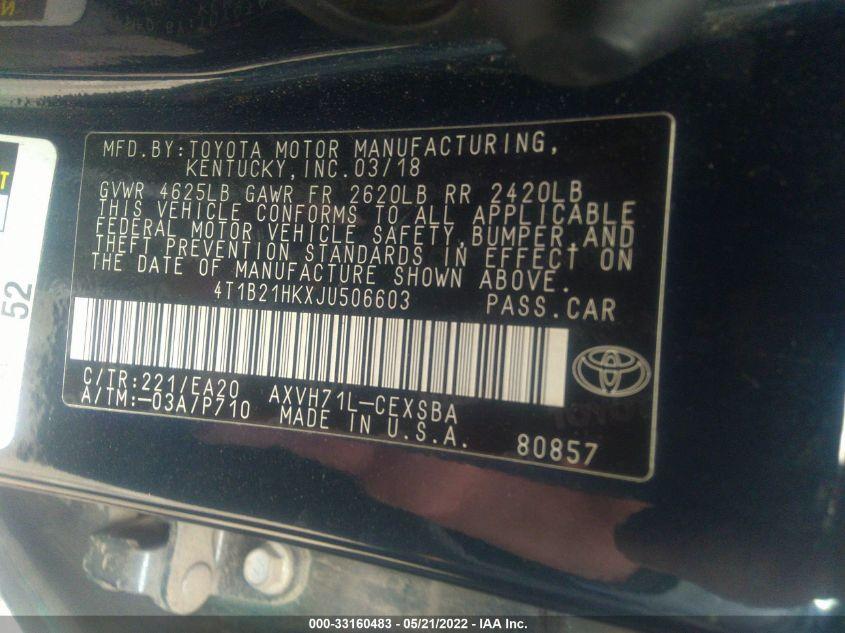 MFD.BY:TOYOTA MOTOR MANUFACTURING,
KENTUCKY,INC.03/18
GVWR 4625LB GAWR FR 2620LB RR 2420LB
THIS VEHICLE CONFORMS TO ALL APPLICABLE
FEDERAL MOTOR VEHICLE SAFETY,BUMPER,AND
THEFT PREVENTION STANDARDS IN EFFECT ON
THE DATE OF MANUFACTURE SHOWN ABOVE.
4T1B21HKXJU506603 PASS.CAR
C/TR:221/EA20 AXVH71L-CEXSBA
A/TM:-03A/P710 MADE IN U.S.A.
80857
52
000-33160483 - 05/21/2022 - IAA Inc.